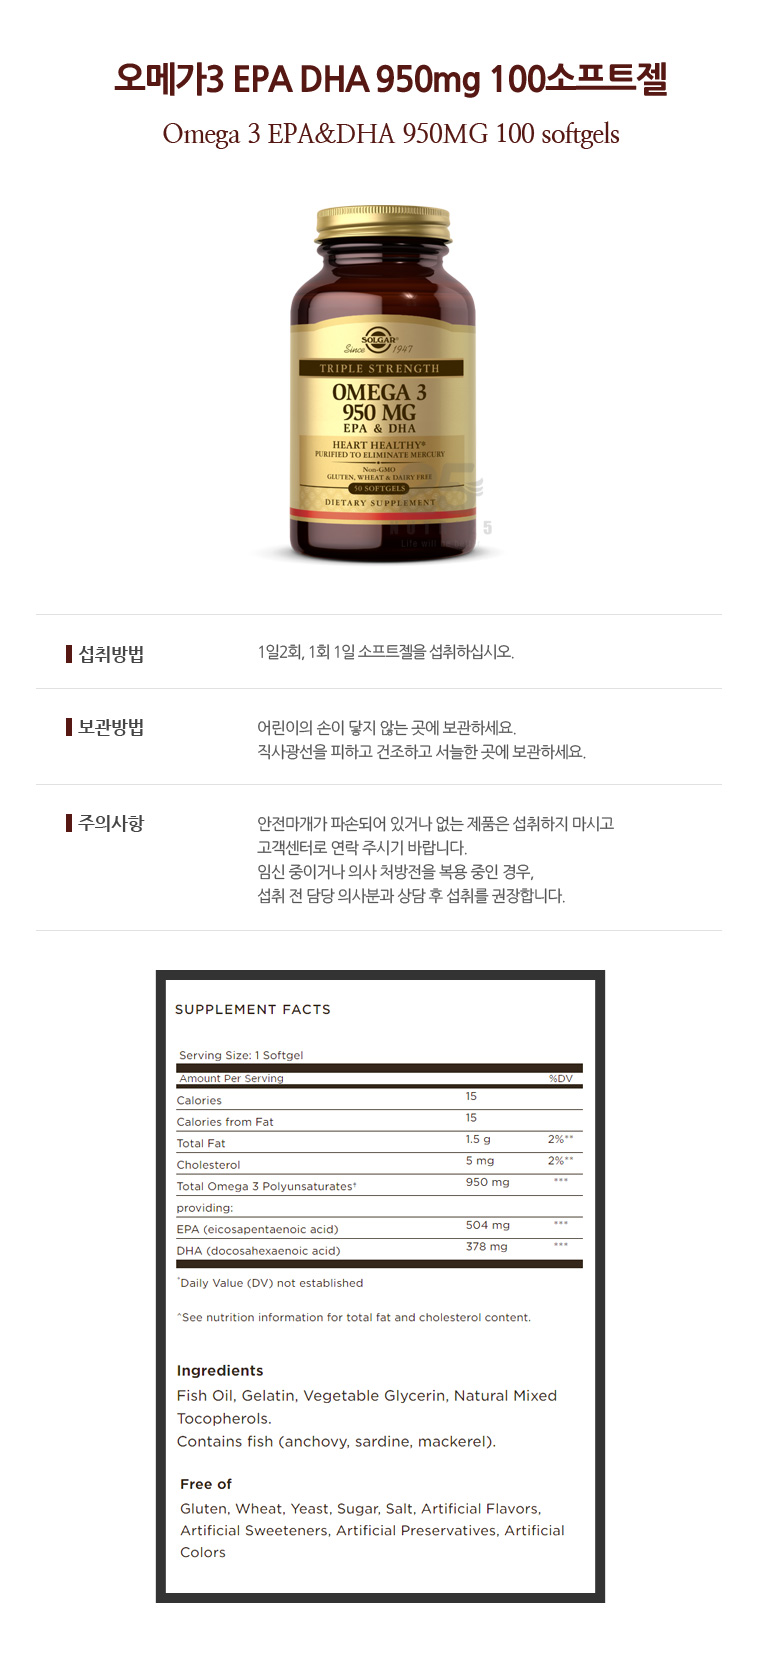 오메가3 EPA DHA 950mg 100소프트젤
Omega 3 EPA&DHA 950MG 100 softgels
SOLGAR®
Since 1947
TRIPLE STRENGTH
OMEGA 3
950 MG
EPA & DHA
HEART HEALTHY*
PURIFIED TO ELIMINATE MERCURY
Non-GMO
GLUTEN, WHEAT & DAIRY FREE
50 SOFTGELS
DIETARY SUPPLEMENT
섭취방법
1일2회, 1회 1일 소프트젤을 섭취하십시오.
보관방법
어린이의 손이 닿지 않는 곳에 보관하세요.
직사광선을 피하고 건조하고 서늘한 곳에 보관하세요.
주의사항
안전마개가 파손되어 있거나 없는 제품은 섭취하지 마시고
고객센터로 연락 주시기 바랍니다.
임신 중이거나 의사 처방전을 복용 중인 경우,
섭취 전 담당 의사분과 상담 후 섭취를 권장합니다.
SUPPLEMENT FACTS
Serving Size: 1 Softgel
Amount Per Serving %DV
Calories 15
Calories from Fat 15
Total Fat 1.5 g 2%**
Cholesterol 5 mg 2%**
Total Omega 3 Polyunsaturates† 950 mg ***
providing:
EPA (eicosapentaenoic acid) 504 mg ***
DHA (docosahexaenoic acid) 378 mg ***
*Daily Value (DV) not established
^See nutrition information for total fat and cholesterol content.
Ingredients
Fish Oil, Gelatin, Vegetable Glycerin, Natural Mixed
Tocopherols.
Contains fish (anchovy, sardine, mackerel).
Free of
Gluten, Wheat, Yeast, Sugar, Salt, Artificial Flavors,
Artificial Sweeteners, Artificial Preservatives, Artificial
Colors